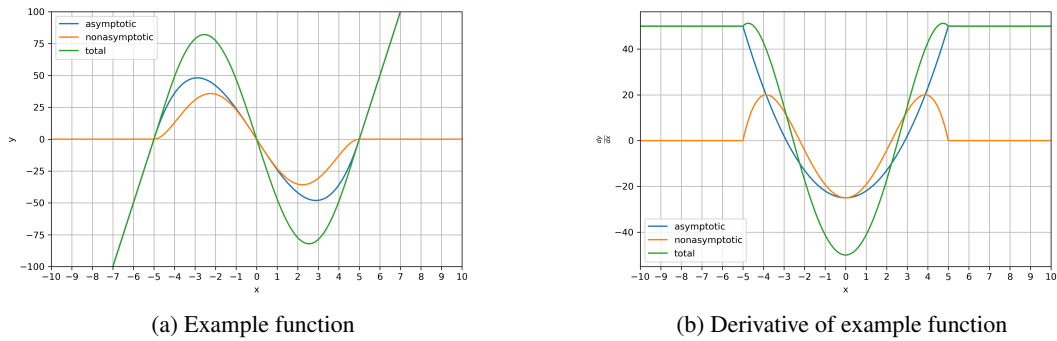 100
75
50
25
0
−25
−50
−75
−100
y
asymptotic
nonasymptotic
total
−10 −9 −8 −7 −6 −5 −4 −3 −2 −1 0 1 2 3 4 5 6 7 8 9 10
x
(a) Example function
40
20
0
−20
−40
dy
dx
asymptotic
nonasymptotic
total
−10 −9 −8 −7 −6 −5 −4 −3 −2 −1 0 1 2 3 4 5 6 7 8 9 10
x
(b) Derivative of example function